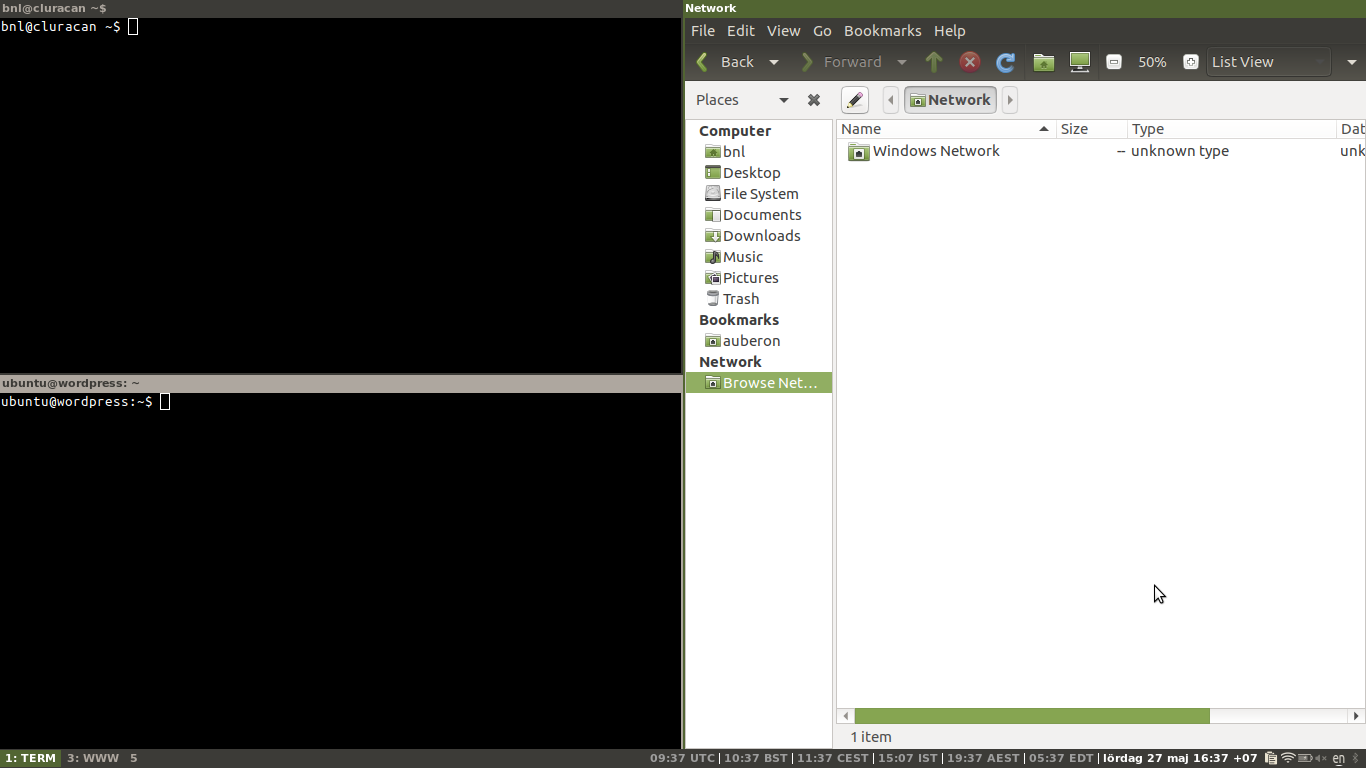 bnl@cluracan ~$
bnl@cluracan ~$
ubuntu@wordpress: ~
ubuntu@wordpress:~$
Network
File Edit View Go Bookmarks Help
Back Forward 50% List View
Places Network
Computer
bnl
Desktop
File System
Documents
Downloads
Music
Pictures
Trash
Bookmarks
auberon
Network
Browse Net…
Name Size Type Dat
Windows Network -- unknown type unk
1 item
1: TERM 3: WWW 5 09:37 UTC | 10:37 BST | 11:37 CEST | 15:07 IST | 19:37 AEST | 05:37 EDT | lördag 27 maj 16:37 +07 en